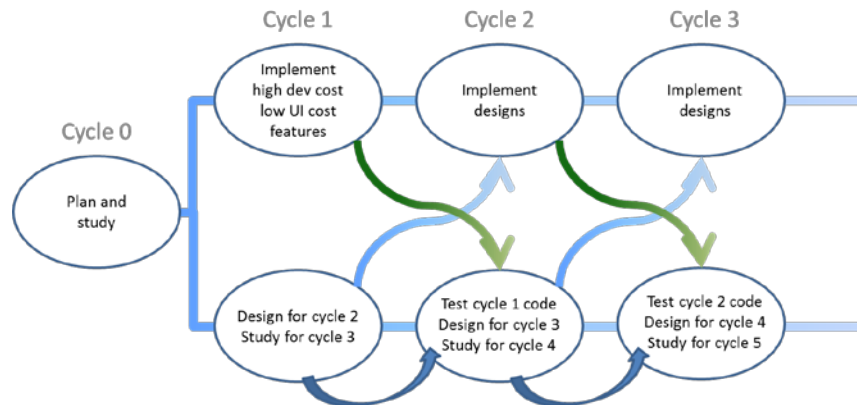 Cycle 1
Cycle 2
Cycle 3
Implement
high dev cost
low UI cost
features
Implement
designs
Implement
designs
Cycle 0
Plan and
study
Design for cycle 2
Study for cycle 3
Test cycle 1 code
Design for cycle 3
Study for cycle 4
Test cycle 2 code
Design for cycle 4
Study for cycle 5